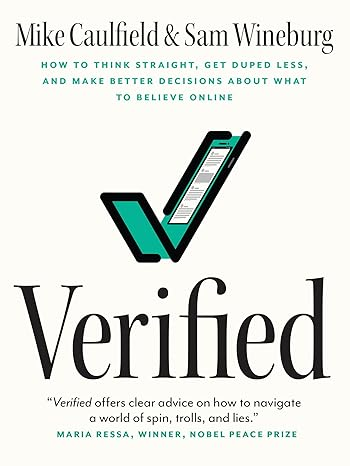 Mike Caulfield & Sam Wineburg
HOW TO THINK STRAIGHT, GET DUPED LESS,
AND MAKE BETTER DECISIONS ABOUT WHAT
TO BELIEVE ONLINE
Verified
“Verified offers clear advice on how to navigate
a world of spin, trolls, and lies.”
MARIA RESSA, WINNER, NOBEL PEACE PRIZE